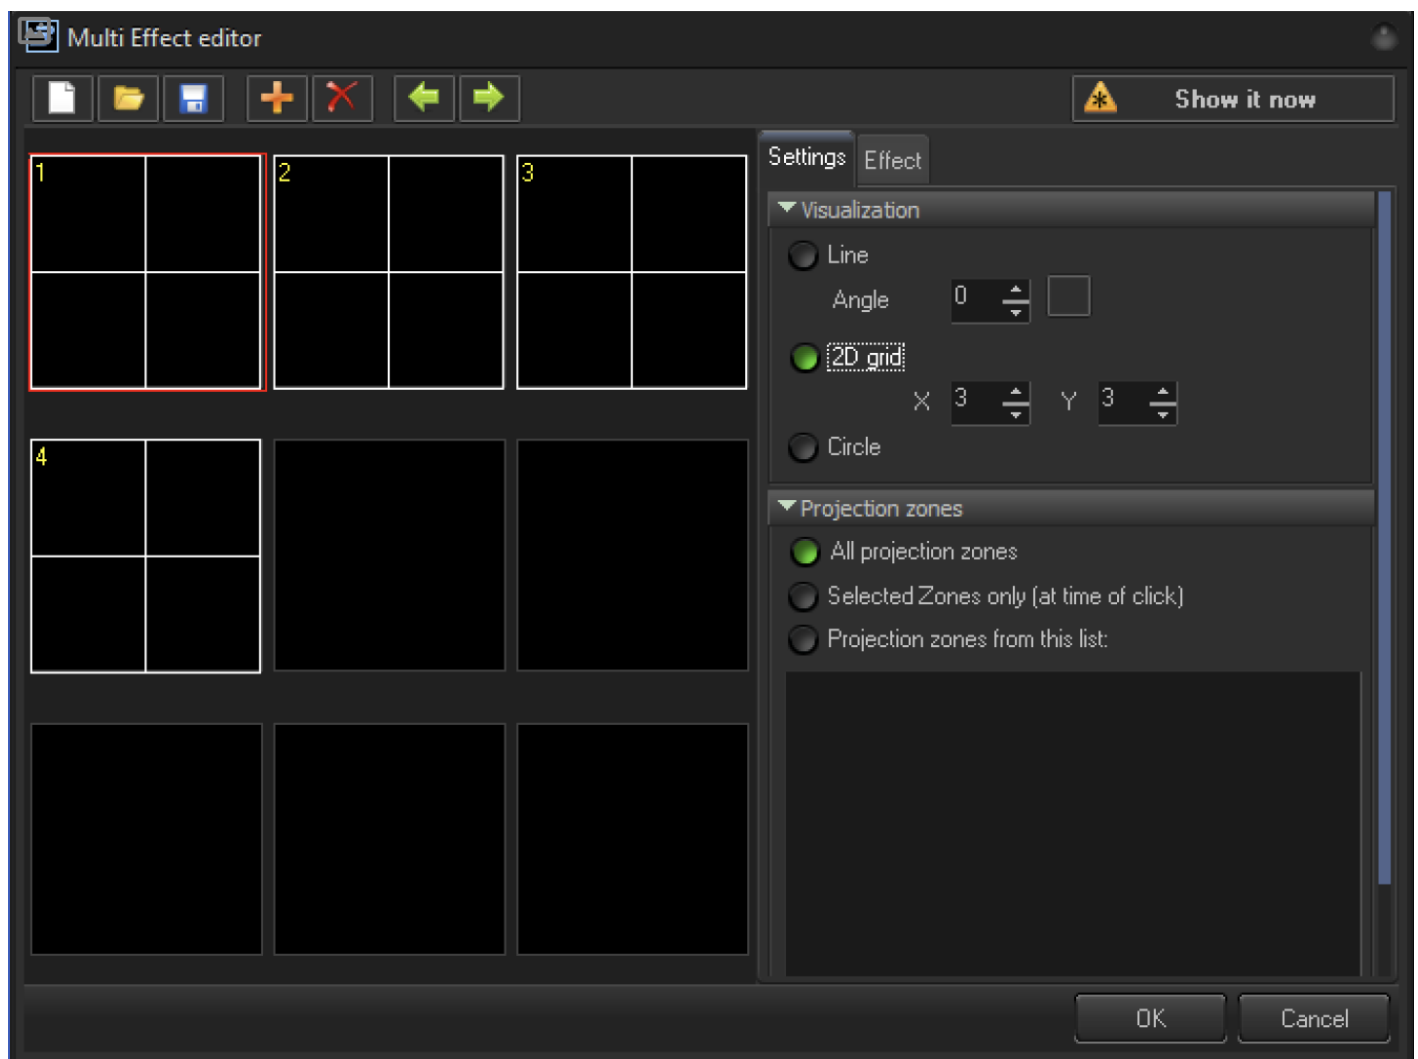 Multi Effect editor
Show it now
1 2 3
4
Settings Effect
Visualization
Line
Angle 0
2D grid
X 3 Y 3
Circle
Projection zones
All projection zones
Selected Zones only (at time of click)
Projection zones from this list:
OK Cancel